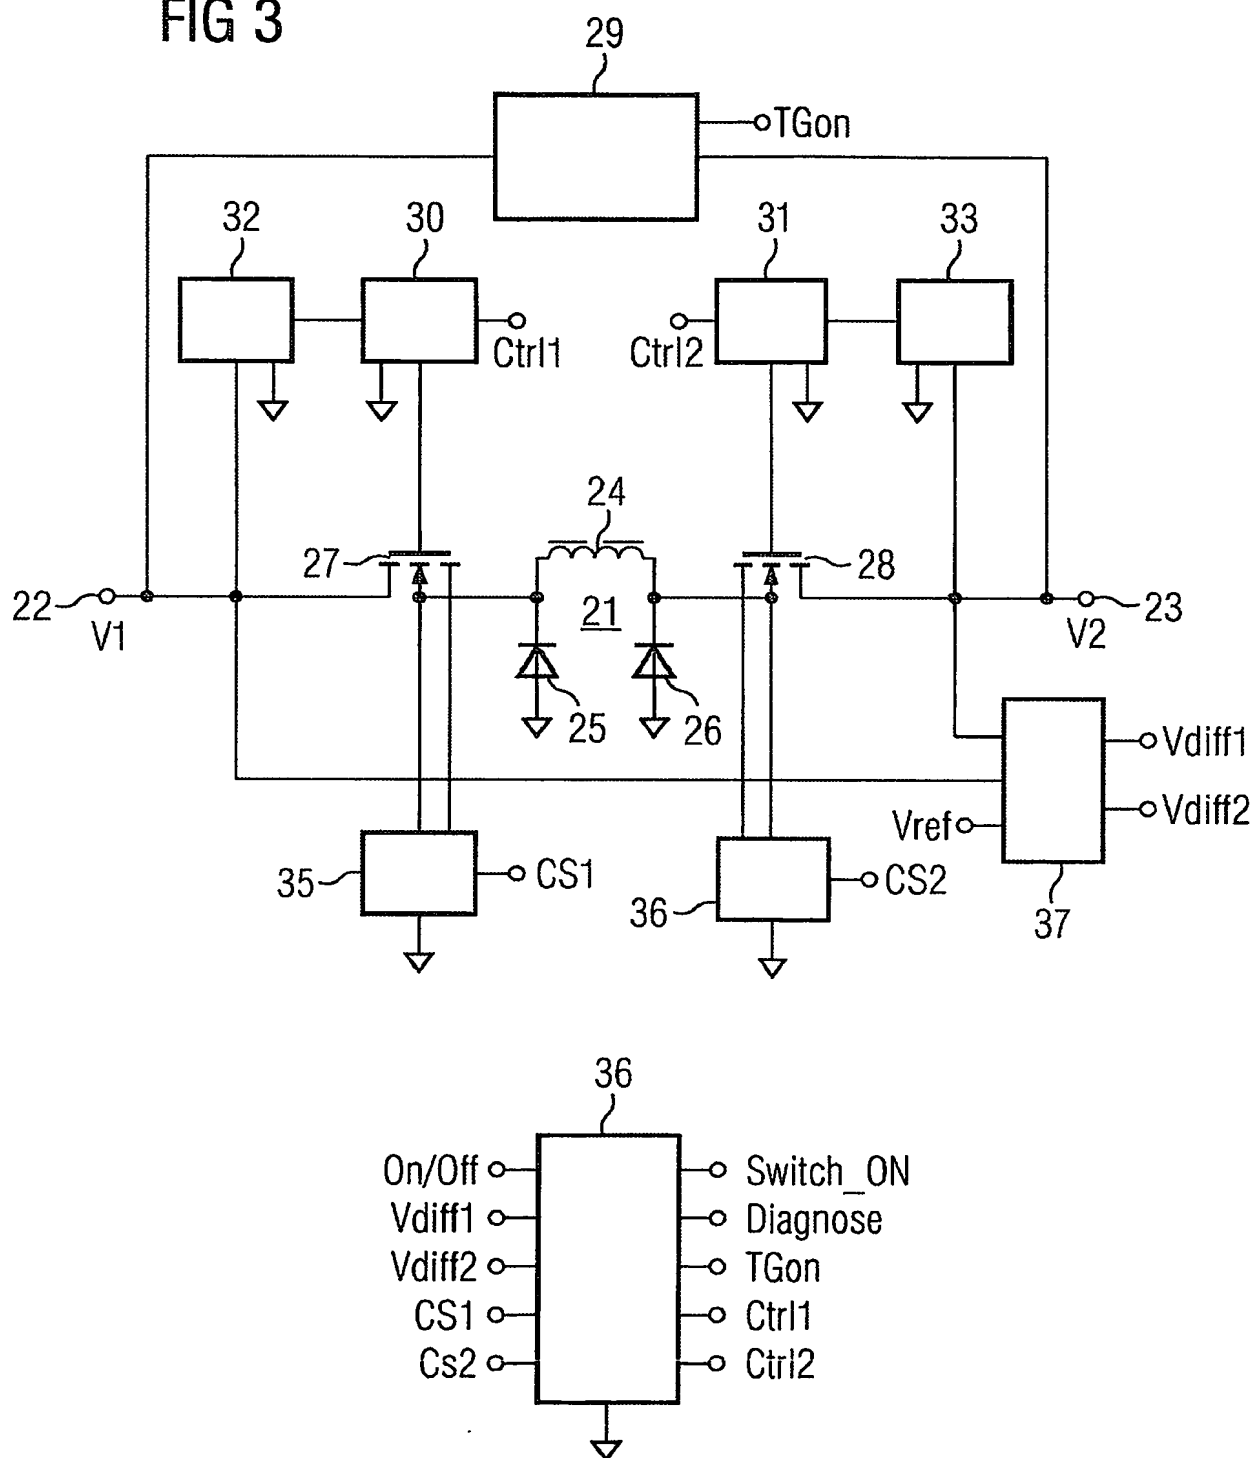 FIG 3
29
TGon
32
30
31
33
Ctrl1
Ctrl2
24
27
28
22
V1
21
23
V2
25
26
Vdiff1
Vdiff2
Vref
35
CS1
36
CS2
37
36
On/Off
Switch_ON
Vdiff1
Diagnose
Vdiff2
TGon
CS1
Ctrl1
Cs2
Ctrl2